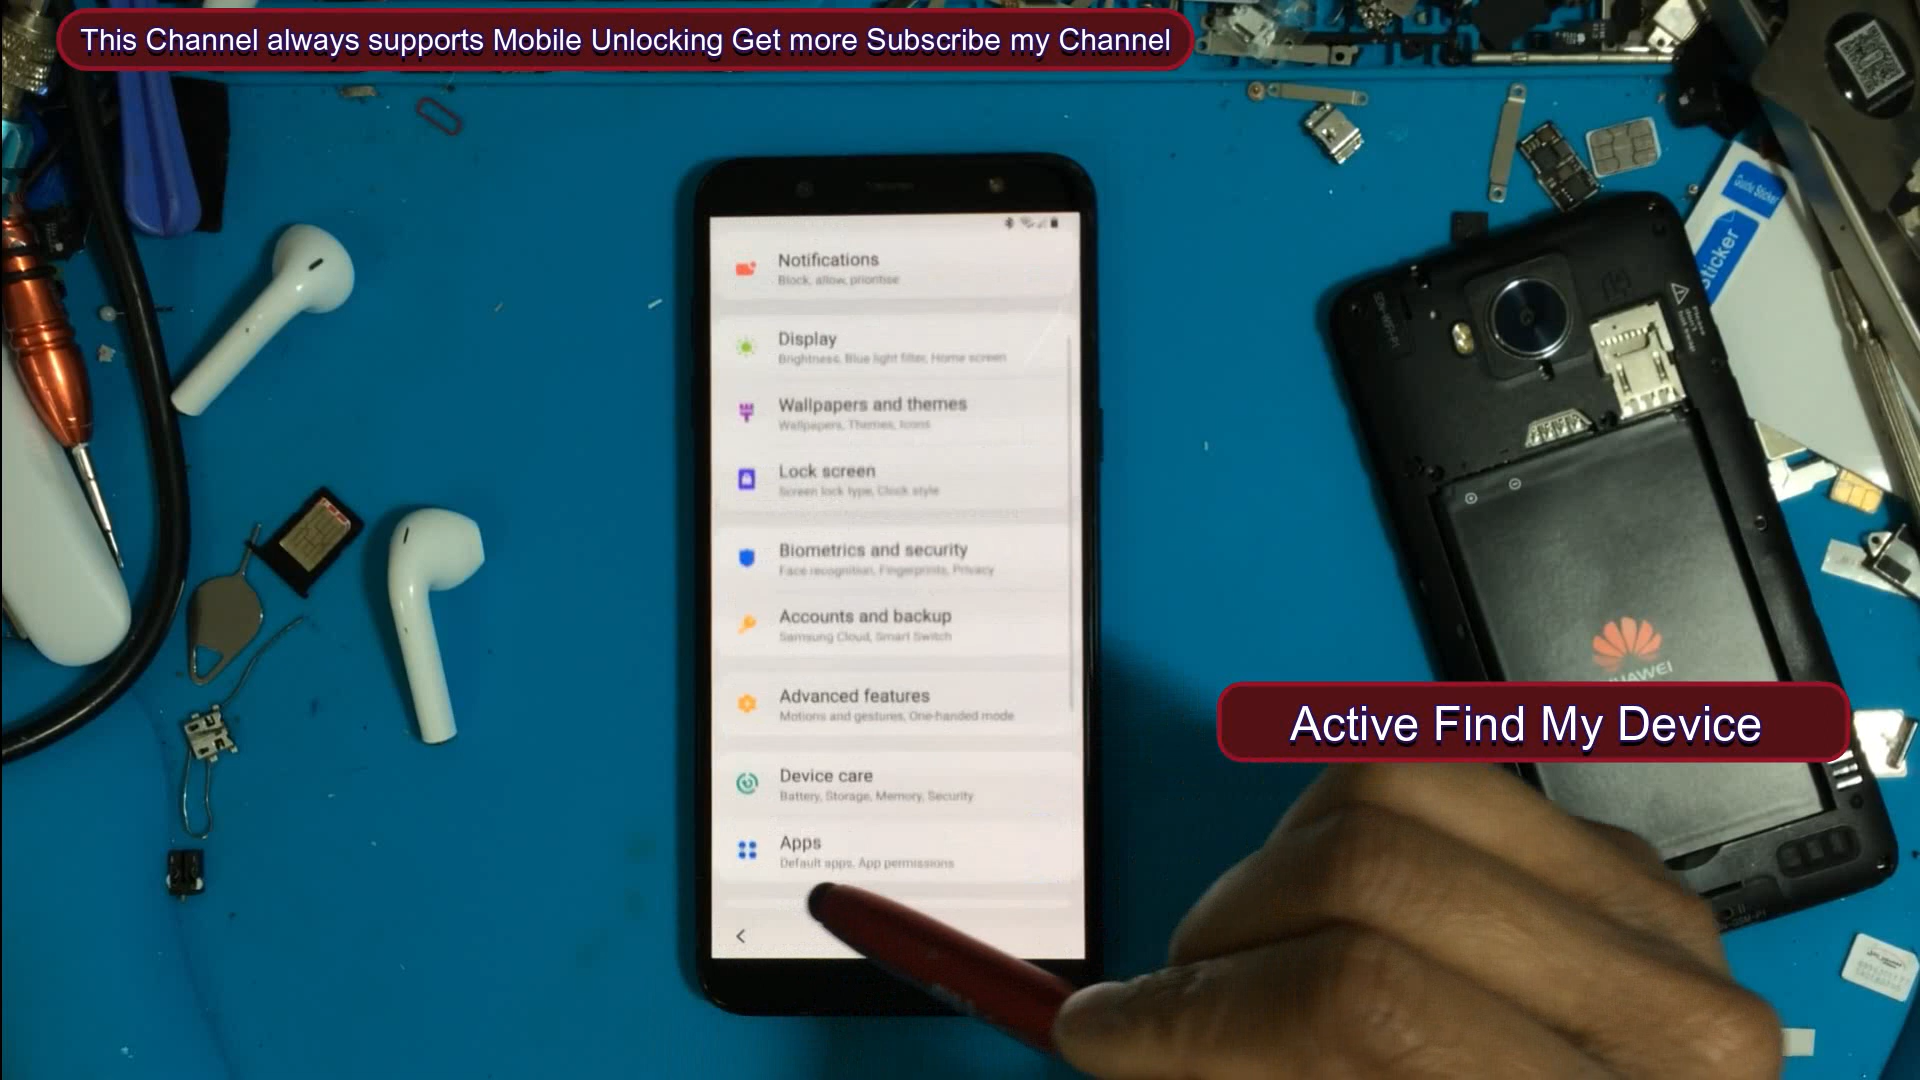 This Channel always supports Mobile Unlocking Get more Subscribe my Channel
Notifications
Block, allow, prioritise
Display
Brightness, Blue light filter, Home screen
Wallpapers and themes
Wallpapers, Themes, Icons
Lock screen
Screen lock type, Clock style
Biometrics and security
Face recognition, Fingerprints, Privacy
Accounts and backup
Samsung Cloud, Smart Switch
Advanced features
Motions and gestures, One-handed mode
Device care
Battery, Storage, Memory, Security
Apps
Default apps, App permissions
Guide Sticker
Sticker
HUAWEI
Active Find My Device